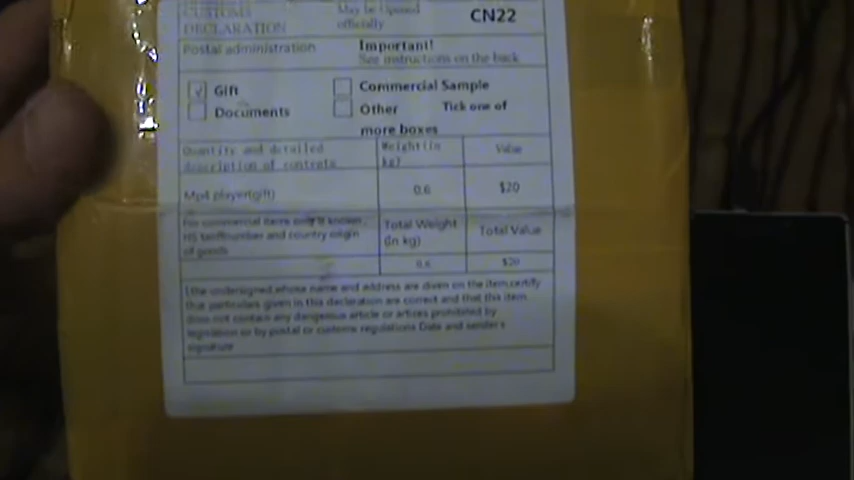 CUSTOMS May be Opened CN22
DECLARATION officially
Postal administration Important!
See instructions on the back
Gift Commercial Sample
Documents Other Tick one of
more boxes
Quantity and detailed Weight(in Value
description of contents kg)
Mp4 player(gift) 0.6 $20
For commercial items only if known, Total Weight
HS tariffnumber and country origin (In kg) Total Value
of goods
0.6 $20
I,the undersigned,whose name and address are given on the item,certify
that particulars given in this declaration are correct and that this item
does not contain any dangerous article or artices prohibited by
legislation or by postal or customs regulations Date and sender's
signature